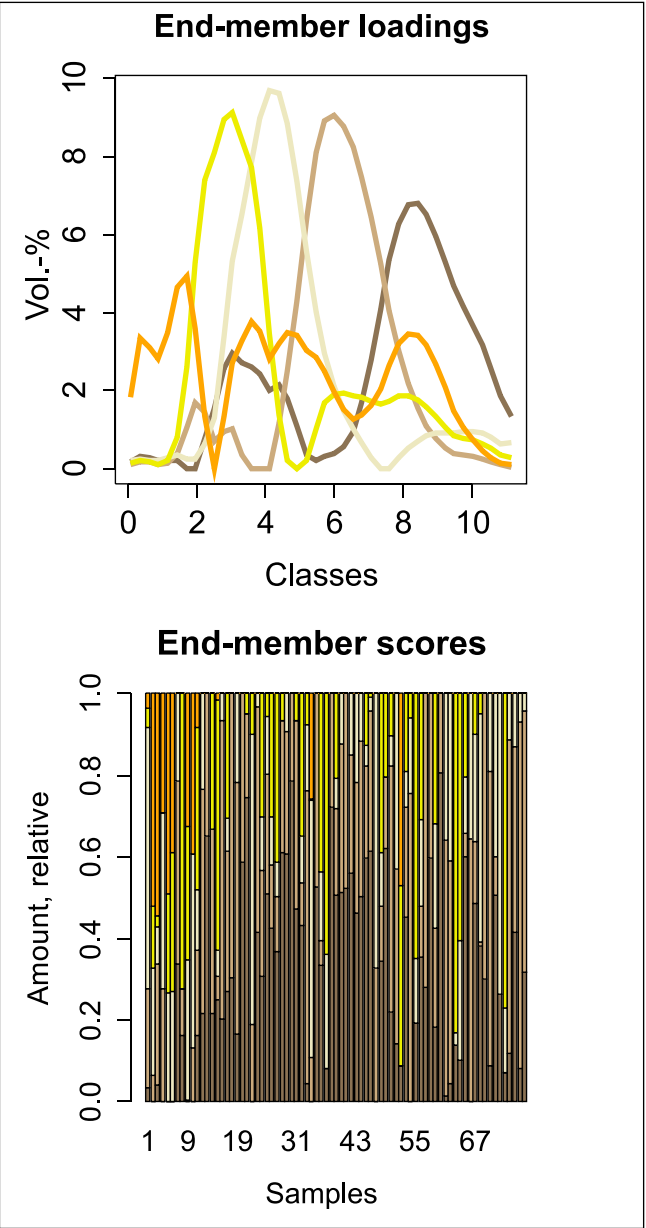 End-member loadings
10
8
6
4
2
0
Vol.-%
0 2 4 6 8 10
Classes
End-member scores
1.0
0.8
0.6
0.4
0.2
0.0
Amount, relative
1 9 19 31 43 55 67
Samples